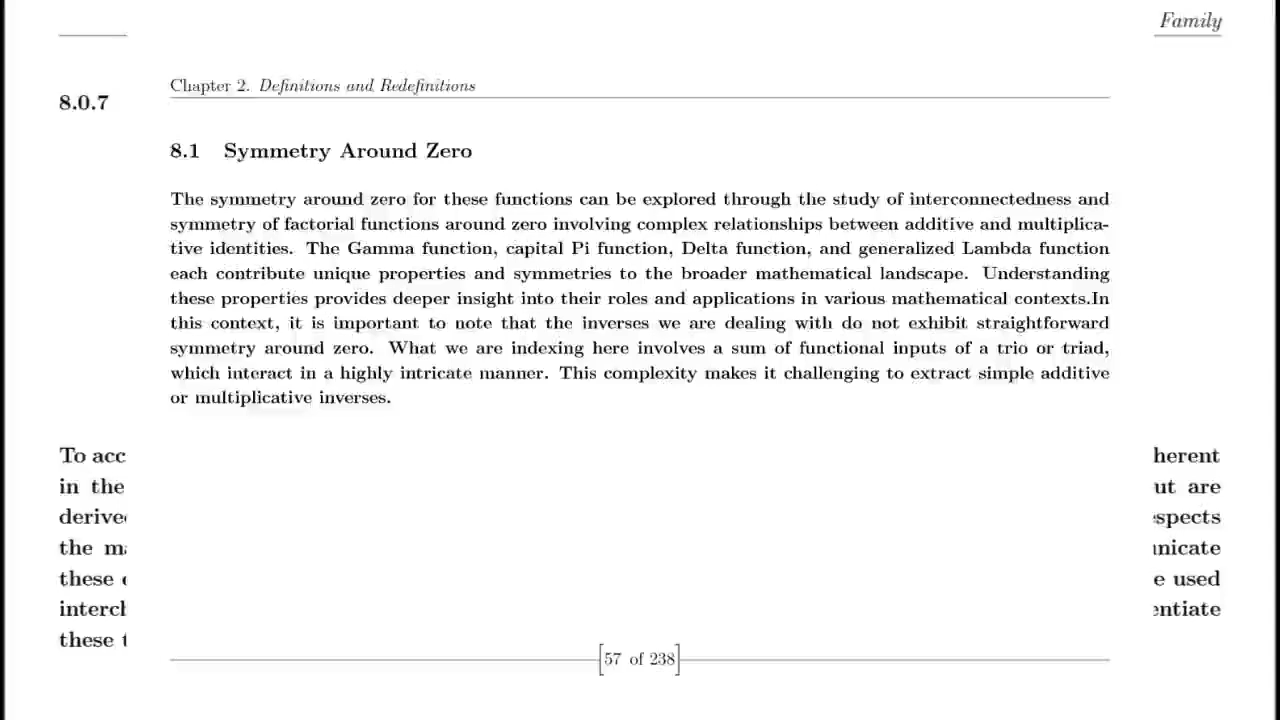 Family
8.0.7
Chapter 2. Definitions and Redefinitions
8.1 Symmetry Around Zero
The symmetry around zero for these functions can be explored through the study of interconnectedness and
symmetry of factorial functions around zero involving complex relationships between additive and multiplica-
tive identities. The Gamma function, capital Pi function, Delta function, and generalized Lambda function
each contribute unique properties and symmetries to the broader mathematical landscape. Understanding
these properties provides deeper insight into their roles and applications in various mathematical contexts.In
this context, it is important to note that the inverses we are dealing with do not exhibit straightforward
symmetry around zero. What we are indexing here involves a sum of functional inputs of a trio or triad,
which interact in a highly intricate manner. This complexity makes it challenging to extract simple additive
or multiplicative inverses.
To acc herent
in the ut are
derive spects
the m nicate
these e used
interch entiate
these t
57 of 238